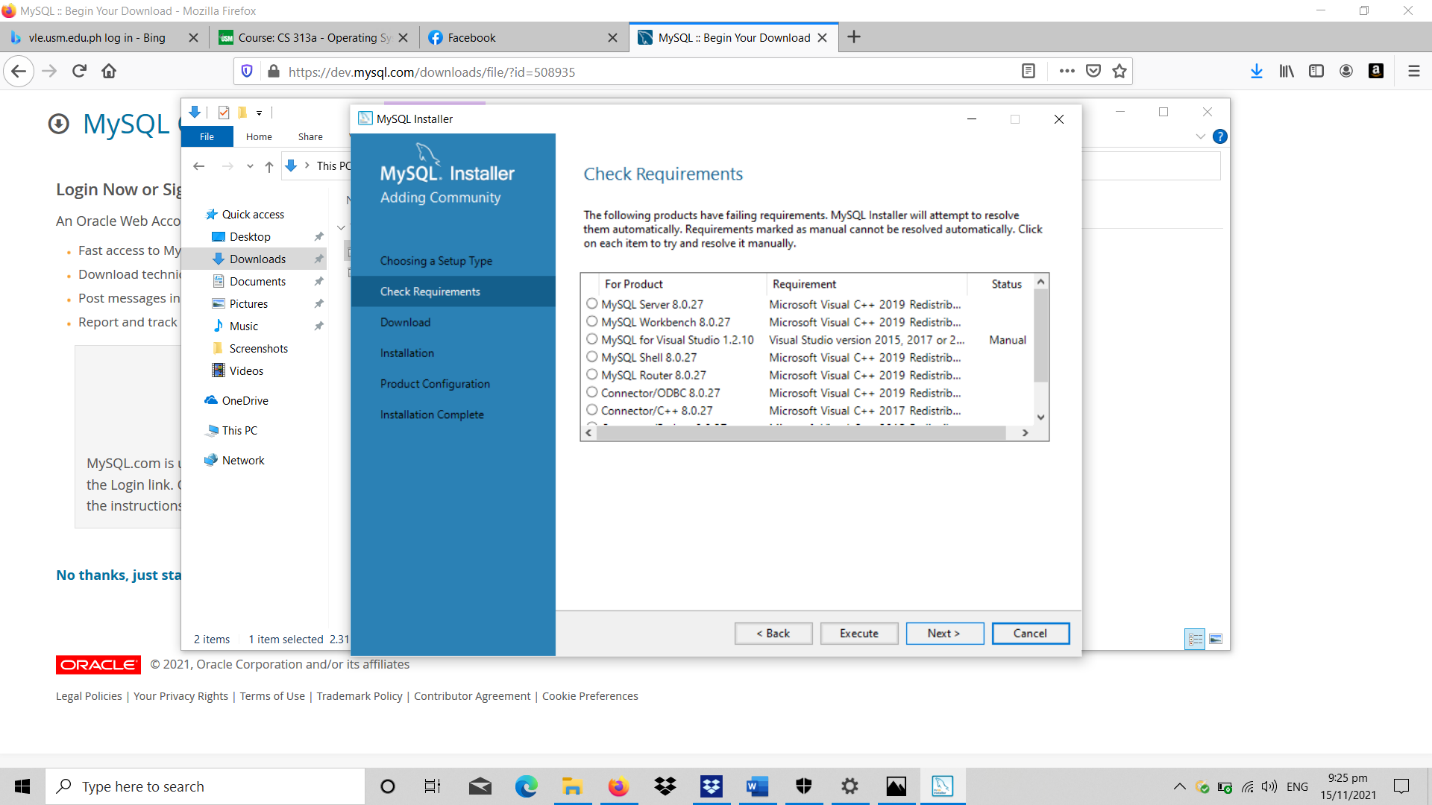 MySQL :: Begin Your Download - Mozilla Firefox
vle.usm.edu.ph log in - Bing
Course: CS 313a - Operating Sy
Facebook
MySQL :: Begin Your Download
https://dev.mysql.com/downloads/file/?id=508935
MySQL
Login Now or Sig
An Oracle Web Acco
Fast access to My
Download techni
Post messages in
Report and track
MySQL.com is u
the Login link.
the instructions
No thanks, just sta
File
Home
Share
This PC
Quick access
Desktop
Downloads
Documents
Pictures
Music
Screenshots
Videos
OneDrive
This PC
Network
2 items
1 item selected 2.31
MySQL Installer
MySQL. Installer
Adding Community
Choosing a Setup Type
Check Requirements
Download
Installation
Product Configuration
Installation Complete
Check Requirements
The following products have failing requirements. MySQL Installer will attempt to resolve
them automatically. Requirements marked as manual cannot be resolved automatically. Click
on each item to try and resolve it manually.
For Product Requirement Status
MySQL Server 8.0.27 Microsoft Visual C++ 2019 Redistrib...
MySQL Workbench 8.0.27 Microsoft Visual C++ 2019 Redistrib...
MySQL for Visual Studio 1.2.10 Visual Studio version 2015, 2017 or 2... Manual
MySQL Shell 8.0.27 Microsoft Visual C++ 2019 Redistrib...
MySQL Router 8.0.27 Microsoft Visual C++ 2019 Redistrib...
Connector/ODBC 8.0.27 Microsoft Visual C++ 2019 Redistrib...
Connector/C++ 8.0.27 Microsoft Visual C++ 2017 Redistrib...
< Back
Execute
Next >
Cancel
ORACLE © 2021, Oracle Corporation and/or its affiliates
Legal Policies | Your Privacy Rights | Terms of Use | Trademark Policy | Contributor Agreement | Cookie Preferences
Type here to search
ENG
9:25 pm
15/11/2021